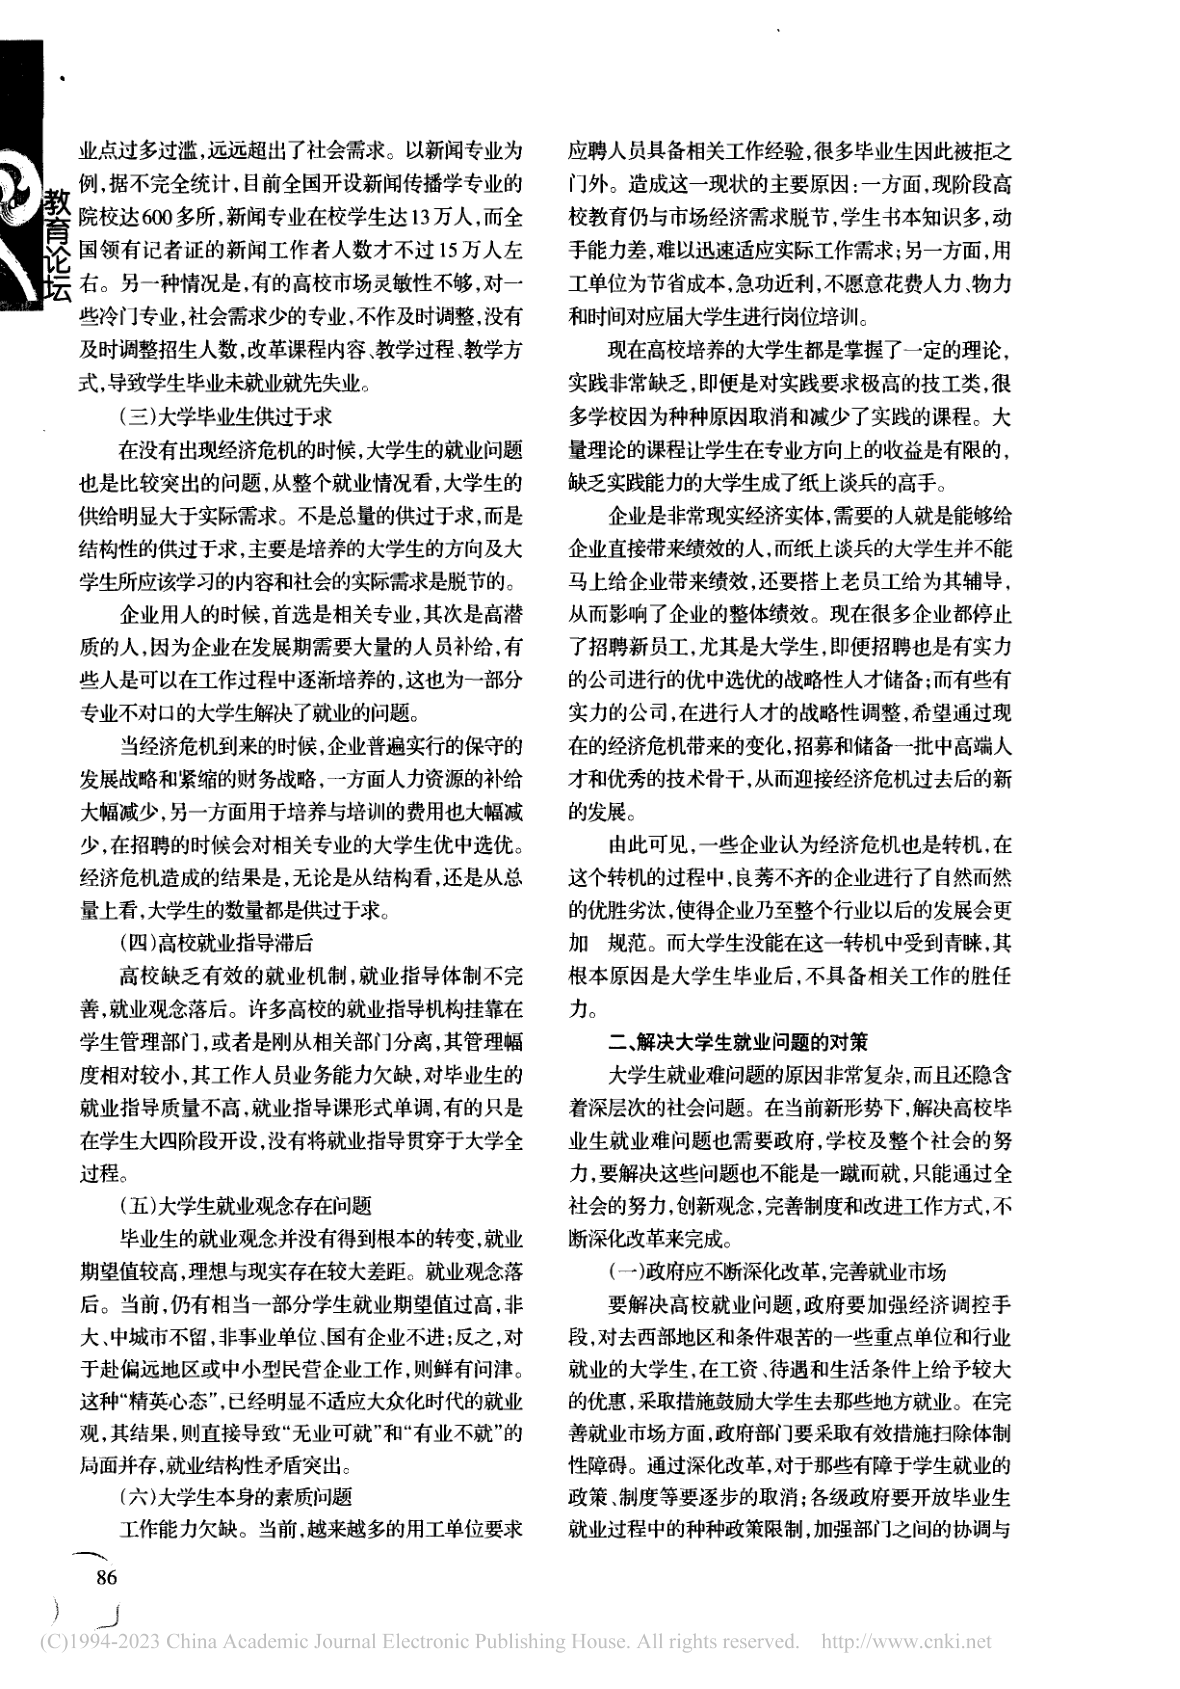 教育论坛
业点过多过滥,远远超出了社会需求。以新闻专业为
例,据不完全统计,目前全国开设新闻传播学专业的
院校达600多所,新闻专业在校学生达13万人,而全
国领有记者证的新闻工作者人数才不过15万人左
右。另一种情况是,有的高校市场灵敏性不够,对一
些冷门专业,社会需求少的专业,不作及时调整,没有
及时调整招生人数,改革课程内容、教学过程、教学方
式,导致学生毕业未就业就先失业。
(三)大学毕业生供过于求
在没有出现经济危机的时候,大学生的就业问题
也是比较突出的问题,从整个就业情况看,大学生的
供给明显大于实际需求。不是总量的供过于求,而是
结构性的供过于求,主要是培养的大学生的方向及大
学生所应该学习的内容和社会的实际需求是脱节的。
企业用人的时候,首选是相关专业,其次是高潜
质的人,因为企业在发展期需要大量的人员补给,有
些人是可以在工作过程中逐渐培养的,这也为一部分
专业不对口的大学生解决了就业的问题。
当经济危机到来的时候,企业普遍实行的保守的
发展战略和紧缩的财务战略,一方面人力资源的补给
大幅减少,另一方面用于培养与培训的费用也大幅减
少,在招聘的时候会对相关专业的大学生优中选优。
经济危机造成的结果是,无论是从结构看,还是从总
量上看,大学生的数量都是供过于求。
(四)高校就业指导滞后
高校缺乏有效的就业机制,就业指导体制不完
善,就业观念落后。许多高校的就业指导机构挂靠在
学生管理部门,或者是刚从相关部门分离,其管理幅
度相对较小,其工作人员业务能力欠缺,对毕业生的
就业指导质量不高,就业指导课形式单调,有的只是
在学生大四阶段开设,没有将就业指导贯穿于大学全
过程。
(五)大学生就业观念存在问题
毕业生的就业观念并没有得到根本的转变,就业
期望值较高,理想与现实存在较大差距。就业观念落
后。当前,仍有相当一部分学生就业期望值过高,非
大、中城市不留,非事业单位、国有企业不进;反之,对
于赴偏远地区或中小型民营企业工作,则鲜有问津。
这种“精英心态”,已经明显不适应大众化时代的就业
观,其结果,则直接导致“无业可就”和“有业不就”的
局面并存,就业结构性矛盾突出。
(六)大学生本身的素质问题
工作能力欠缺。当前,越来越多的用工单位要求
应聘人员具备相关工作经验,很多毕业生因此被拒之
门外。造成这一现状的主要原因:一方面,现阶段高
校教育仍与市场经济需求脱节,学生书本知识多,动
手能力差,难以迅速适应实际工作需求;另一方面,用
工单位为节省成本,急功近利,不愿意花费人力、物力
和时间对应届大学生进行岗位培训。
现在高校培养的大学生都是掌握了一定的理论,
实践非常缺乏,即便是对实践要求极高的技工类,很
多学校因为种种原因取消和减少了实践的课程。大
量理论的课程让学生在专业方向上的收益是有限的,
缺乏实践能力的大学生成了纸上谈兵的高手。
企业是非常现实经济实体,需要的人就是能够给
企业直接带来绩效的人,而纸上谈兵的大学生并不能
马上给企业带来绩效,还要搭上老员工给为其辅导,
从而影响了企业的整体绩效。现在很多企业都停止
了招聘新员工,尤其是大学生,即便招聘也是有实力
的公司进行的优中选优的战略性人才储备;而有些有
实力的公司,在进行人才的战略性调整,希望通过现
在的经济危机带来的变化,招募和储备一批中高端人
才和优秀的技术骨干,从而迎接经济危机过去后的新
的发展。
由此可见,一些企业认为经济危机也是转机,在
这个转机的过程中,良莠不齐的企业进行了自然而然
的优胜劣汰,使得企业乃至整个行业以后的发展会更
加 规范。而大学生没能在这一转机中受到青睐,其
根本原因是大学生毕业后,不具备相关工作的胜任
力。
二、解决大学生就业问题的对策
大学生就业难问题的原因非常复杂,而且还隐含
着深层次的社会问题。在当前新形势下,解决高校毕
业生就业难问题也需要政府,学校及整个社会的努
力,要解决这些问题也不能是一蹴而就,只能通过全
社会的努力,创新观念,完善制度和改进工作方式,不
断深化改革来完成。
(一)政府应不断深化改革,完善就业市场
要解决高校就业问题,政府要加强经济调控手
段,对去西部地区和条件艰苦的一些重点单位和行业
就业的大学生,在工资、待遇和生活条件上给予较大
的优惠,采取措施鼓励大学生去那些地方就业。在完
善就业市场方面,政府部门要采取有效措施扫除体制
性障碍。通过深化改革,对于那些有障于学生就业的
政策、制度等要逐步的取消;各级政府要开放毕业生
就业过程中的种种政策限制,加强部门之间的协调与
86
(C)1994-2023 China Academic Journal Electronic Publishing House. All rights reserved. http://www.cnki.net